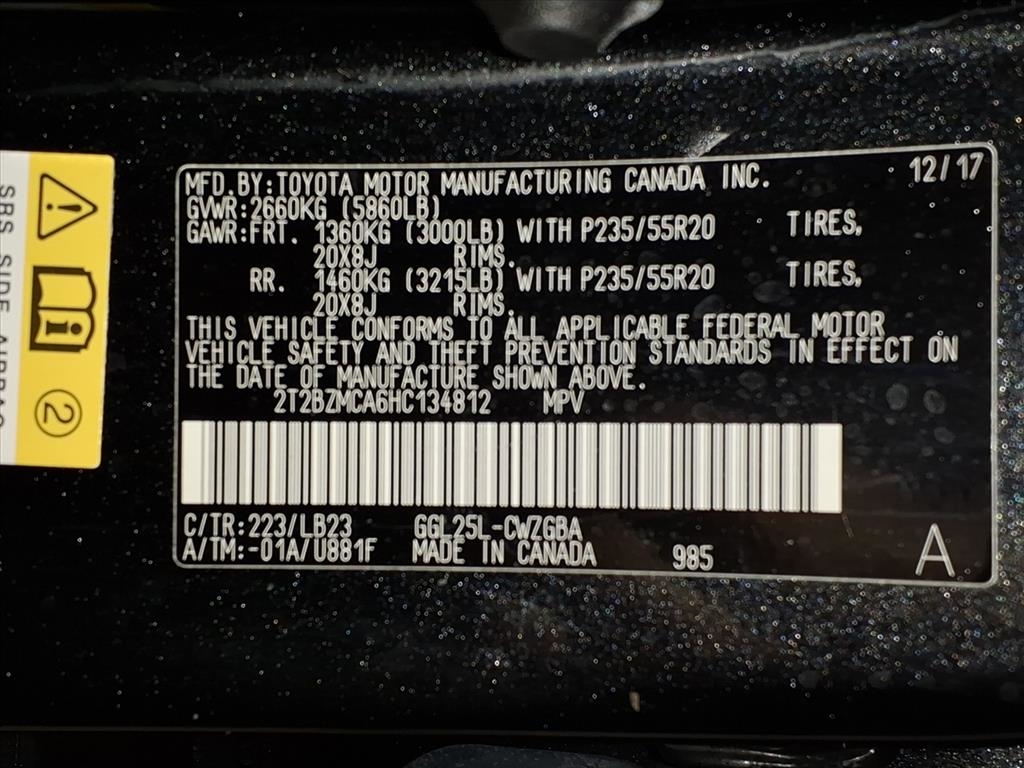 MFD.BY:TOYOTA MOTOR MANUFACTURING CANADA INC. 12/17
GVWR:2660KG (5860LB)
GAWR:FRT. 1360KG (3000LB) WITH P235/55R20 TIRES,
20X8J RIMS.
RR. 1460KG (3215LB) WITH P235/55R20 TIRES,
20X8J RIMS.
THIS VEHICLE CONFORMS TO ALL APPLICABLE FEDERAL MOTOR
VEHICLE SAFETY AND THEFT PREVENTION STANDARDS IN EFFECT ON
THE DATE OF MANUFACTURE SHOWN ABOVE.
2T2BZMCA6HC134812 MPV
C/TR:223/LB23 GGL25L-CWZGBA
A/TM:-01A/U881F MADE IN CANADA 985 A
SRS SIDE AIRBAG
2